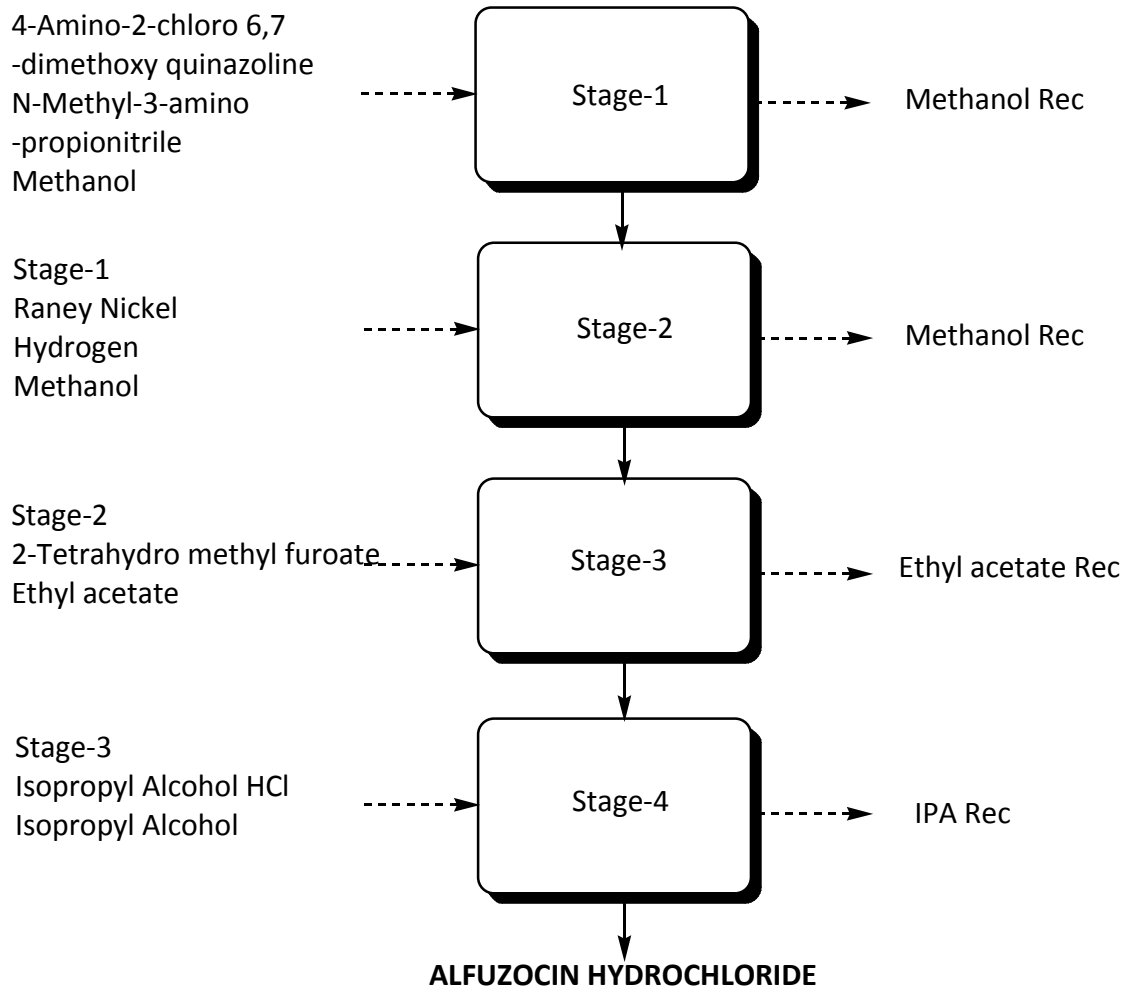 4-Amino-2-chloro 6,7
-dimethoxy quinazoline
N-Methyl-3-amino
-propionitrile
Methanol
Stage-1
Methanol Rec
Stage-1
Raney Nickel
Hydrogen
Methanol
Stage-2
Methanol Rec
Stage-2
2-Tetrahydro methyl furoate
Ethyl acetate
Stage-3
Ethyl acetate Rec
Stage-3
Isopropyl Alcohol HCl
Isopropyl Alcohol
Stage-4
IPA Rec
ALFUZOCIN HYDROCHLORIDE